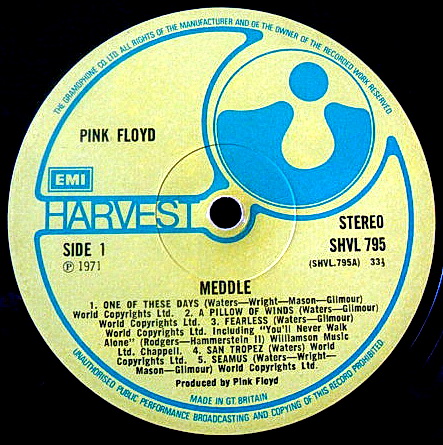 THE GRAMOPHONE CO. LTD. ALL RIGHTS OF THE MANUFACTURER AND OF THE OWNER OF THE RECORDED WORK RESERVED
PINK FLOYD
EMI
HARVEST
STEREO
SIDE 1
SHVL 795
Ⓟ 1971
(SHVL.795A) 33⅓
MEDDLE
1. ONE OF THESE DAYS (Waters—Wright—Mason—Gilmour)
World Copyrights Ltd. 2. A PILLOW OF WINDS (Waters—Gilmour)
World Copyrights Ltd. 3. FEARLESS (Waters—Gilmour)
World Copyrights Ltd. Including "You'll Never Walk
Alone" (Rodgers—Hammerstein II) Williamson Music
Ltd. Chappell. 4. SAN TROPEZ (Waters) World
Copyrights Ltd. 5. SEAMUS (Waters—Wright—
Mason—Gilmour) World Copyrights Ltd.
Produced by Pink Floyd
MADE IN GT. BRITAIN
UNAUTHORISED PUBLIC PERFORMANCE BROADCASTING AND COPYING OF THIS RECORD PROHIBITED